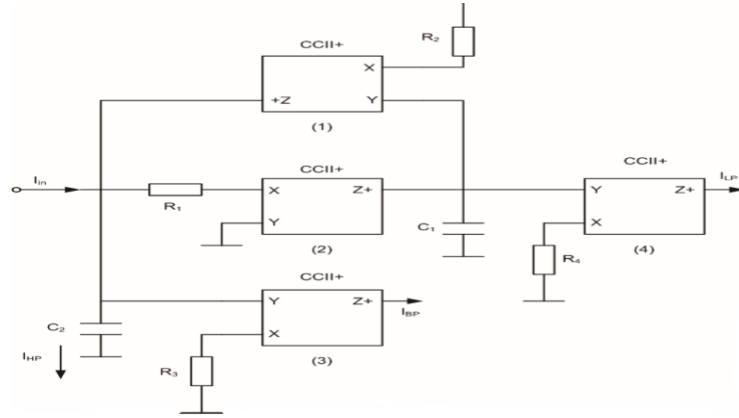 CCII+
R2
X
Y
+Z
(1)
CCII+
Iin
R1
X
Z+
Y
(2)
C1
CCII+
Y
Z+
ILP
X
R4
(4)
CCII+
Y
Z+
IBP
X
C2
IHP
R3
(3)